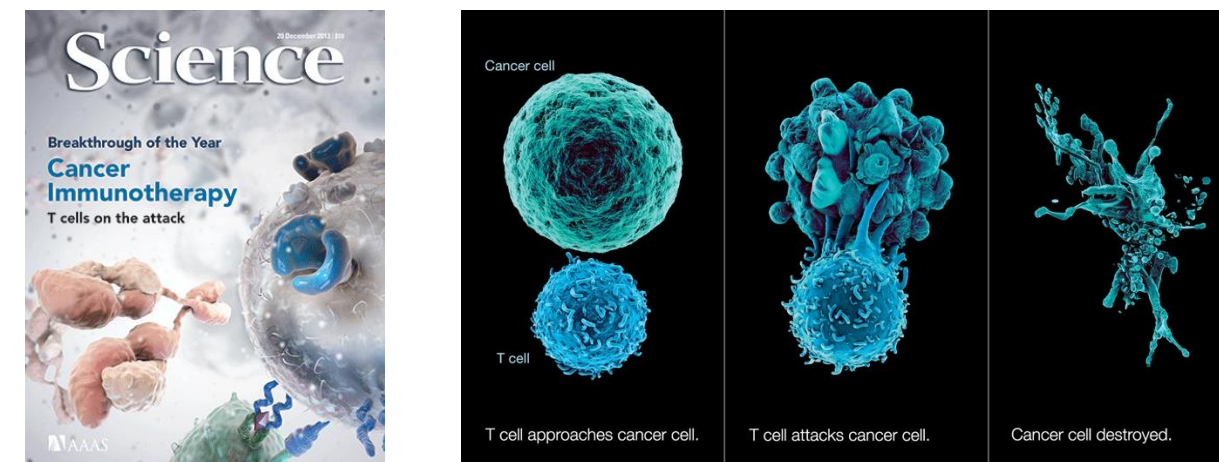 20 December 2013 | $10
Science
Breakthrough of the Year
Cancer
Immunotherapy
T cells on the attack
AAAS
Cancer cell
T cell
T cell approaches cancer cell.
T cell attacks cancer cell.
Cancer cell destroyed.